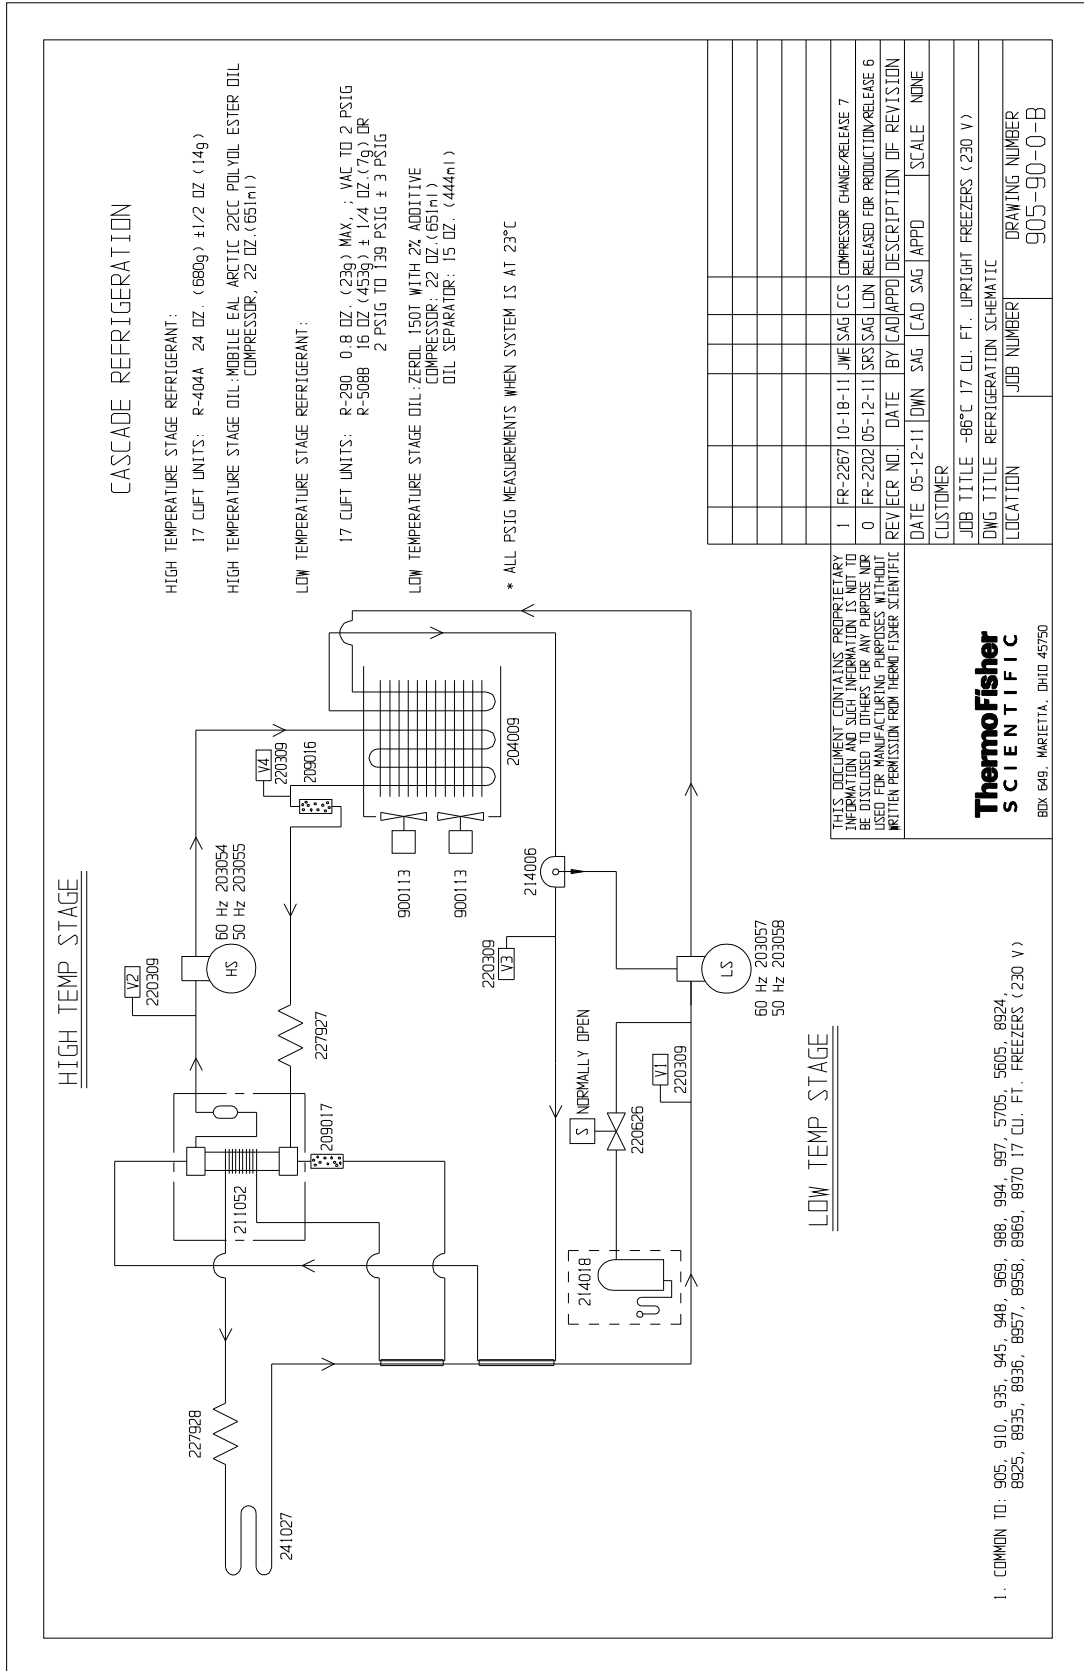 CASCADE REFRIGERATION
HIGH TEMPERATURE STAGE REFRIGERANT:
17 CUFT UNITS: R-404A 24 OZ. (680g) ±1/2 OZ (14g)
HIGH TEMPERATURE STAGE OIL:MOBILE EAL ARCTIC 22CC POLYOL ESTER OIL
COMPRESSOR, 22 OZ.(651ml)
LOW TEMPERATURE STAGE REFRIGERANT:
17 CUFT UNITS: R-290 0.8 OZ. (23g) MAX, ; VAC TO 2 PSIG
R-508B 16 OZ (453g) ± 1/4 OZ.(7g) OR
2 PSIG TO 139 PSIG ± 3 PSIG
LOW TEMPERATURE STAGE OIL:ZEROL 150T WITH 2% ADDITIVE
COMPRESSOR: 22 OZ.(651ml)
OIL SEPARATOR: 15 OZ. (444ml)
* ALL PSIG MEASUREMENTS WHEN SYSTEM IS AT 23°C
HIGH TEMP STAGE
V2
220309
HS
60 Hz 203054
50 Hz 203055
V4
220309
209016
204009
900113
900113
227927
209017
211052
227928
241027
214006
V3
220309
LS
60 Hz 203057
50 Hz 203058
S
NORMALLY OPEN
220626
V1
220309
214018
LOW TEMP STAGE
1. COMMON TO: 905, 910, 935, 945, 948, 969, 988, 994, 997, 5705, 5605, 8924,
8925, 8935, 8936, 8957, 8958, 8969, 8970 17 CU. FT. FREEZERS (230 V)
THIS DOCUMENT CONTAINS PROPRIETARY
INFORMATION AND SUCH INFORMATION IS NOT TO
BE DISCLOSED TO OTHERS FOR ANY PURPOSE NOR
USED FOR MANUFACTURING PURPOSES WITHOUT
WRITTEN PERMISSION FROM THERMO FISHER SCIENTIFIC
ThermoFisher
SCIENTIFIC
BOX 649, MARIETTA, OHIO 45750
1 FR-2267 10-18-11 JWE SAG CCS COMPRESSOR CHANGE/RELEASE 7
0 FR-2202 05-12-11 SRS SAG LDN RELEASED FOR PRODUCTION/RELEASE 6
REV ECR NO. DATE BY CAD APPD DESCRIPTION OF REVISION
DATE 05-12-11 DWN SAG CAD SAG APPD SCALE NONE
CUSTOMER
JOB TITLE -86°C 17 CU. FT. UPRIGHT FREEZERS (230 V)
DWG TITLE REFRIGERATION SCHEMATIC
LOCATION JOB NUMBER DRAWING NUMBER
905-90-0-B